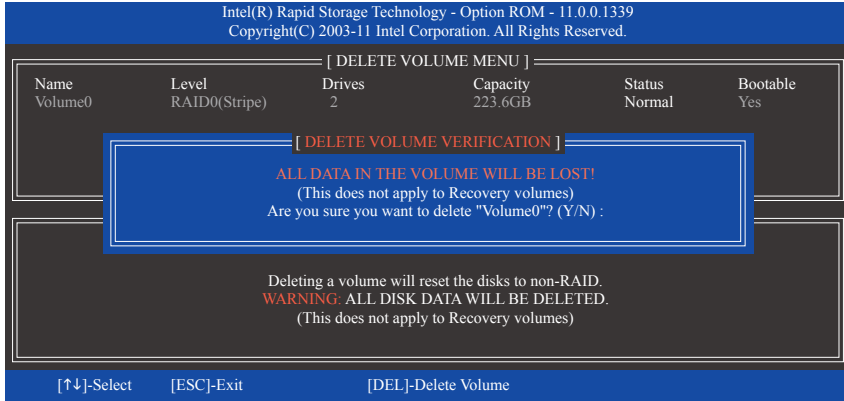 Intel(R) Rapid Storage Technology - Option ROM - 11.0.0.1339
Copyright(C) 2003-11 Intel Corporation. All Rights Reserved.
[ DELETE VOLUME MENU ]
Name Level Drives Capacity Status Bootable
Volume0 RAID0(Stripe) 2 223.6GB Normal Yes
[ DELETE VOLUME VERIFICATION ]
ALL DATA IN THE VOLUME WILL BE LOST!
(This does not apply to Recovery volumes)
Are you sure you want to delete "Volume0"? (Y/N) :
Deleting a volume will reset the disks to non-RAID.
WARNING: ALL DISK DATA WILL BE DELETED.
(This does not apply to Recovery volumes)
[↑↓]-Select [ESC]-Exit [DEL]-Delete Volume